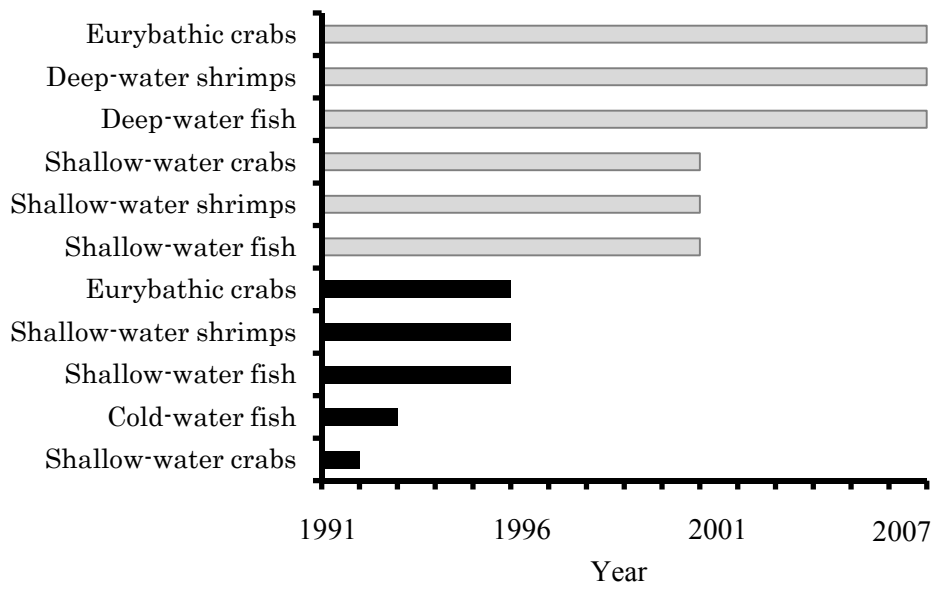 Eurybathic crabs
Deep-water shrimps
Deep-water fish
Shallow-water crabs
Shallow-water shrimps
Shallow-water fish
Eurybathic crabs
Shallow-water shrimps
Shallow-water fish
Cold-water fish
Shallow-water crabs
1991 1996 2001 2007
Year